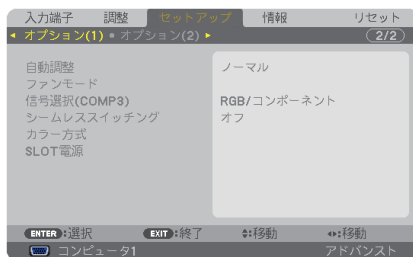 入力端子 調整 セットアップ 情報 リセット
オプション(1) オプション(2) 2/2
自動調整 ノーマル
ファンモード
信号選択(COMP3) RGB/コンポーネント
シームレススイッチング オフ
カラー方式
SLOT電源
ENTER:選択 EXIT:終了 :移動 :移動
コンピュータ1 アドバンスト